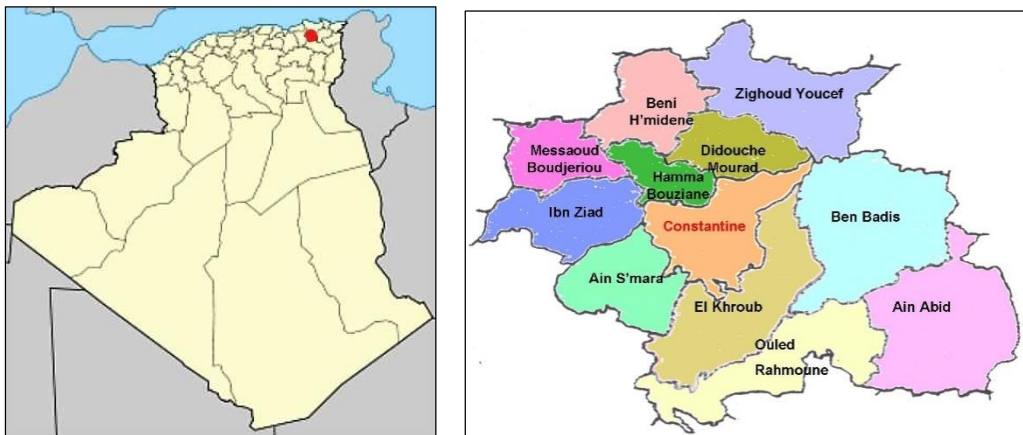 Zighoud Youcef
Beni
H'midene
Messaoud
Boudjeriou
Didouche
Mourad
Hamma
Bouziane
Ibn Ziad
Constantine
Ben Badis
Ain S'mara
El Khroub
Ain Abid
Ouled
Rahmoune